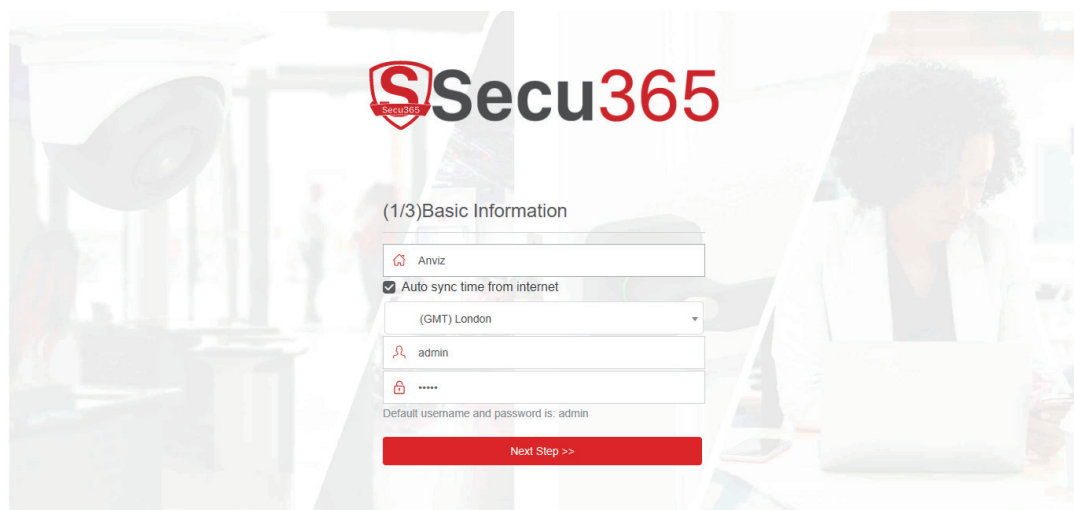 Secu365
Secu365
(1/3)Basic Information
Anviz
Auto sync time from internet
(GMT) London
admin
•••••
Default username and password is: admin
Next Step >>